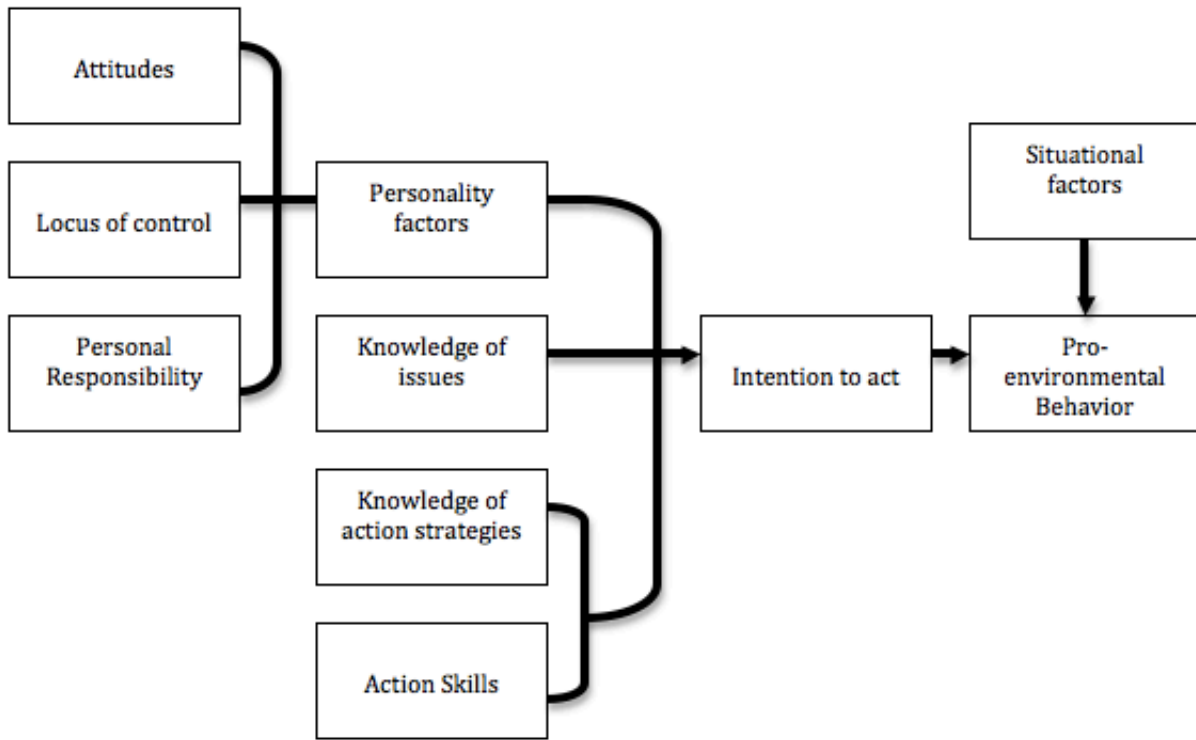 Attitudes
Locus of control
Personal
Responsibility
Personality
factors
Knowledge of
issues
Knowledge of
action strategies
Action Skills
Intention to act
Situational
factors
Pro-
environmental
Behavior